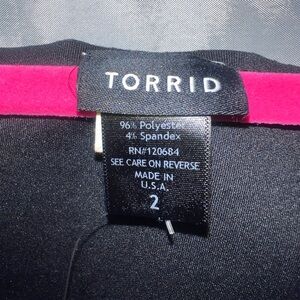 TORRID
96% Polyester
4% Spandex
RN#120684
SEE CARE ON REVERSE
MADE IN
U.S.A.
2